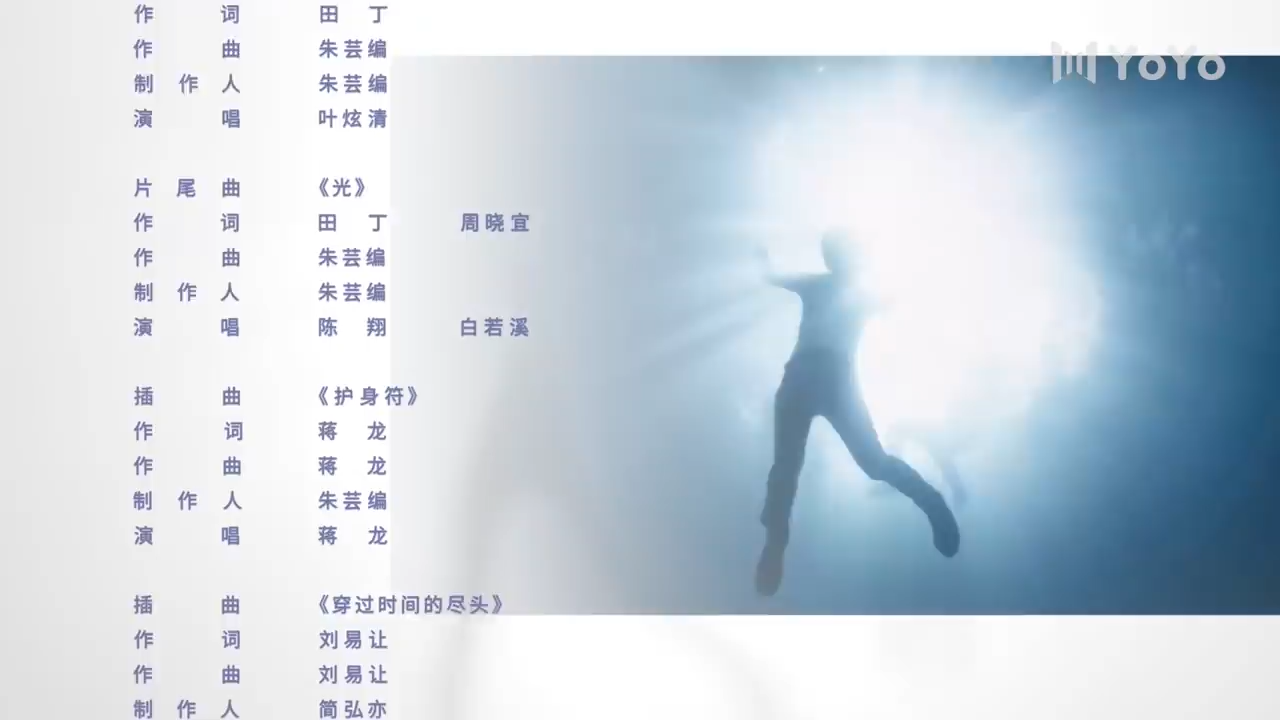 作词 田丁
作曲 朱芸编
制作人 朱芸编
演唱 叶炫清
片尾曲 《光》
作词 田丁 周晓宜
作曲 朱芸编
制作人 朱芸编
演唱 陈翔 白若溪
插曲 《护身符》
作词 蒋龙
作曲 蒋龙
制作人 朱芸编
演唱 蒋龙
插曲 《穿过时间的尽头》
作词 刘易让
作曲 刘易让
制作人 简弘亦
YoYo